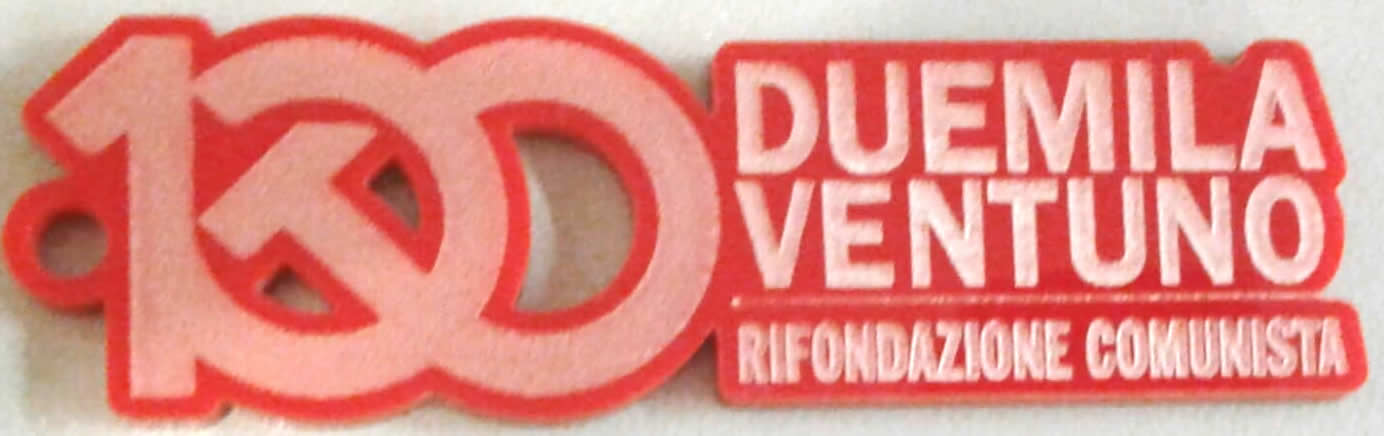 100
DUEMILA
VENTUNO
RIFONDAZIONE COMUNISTA